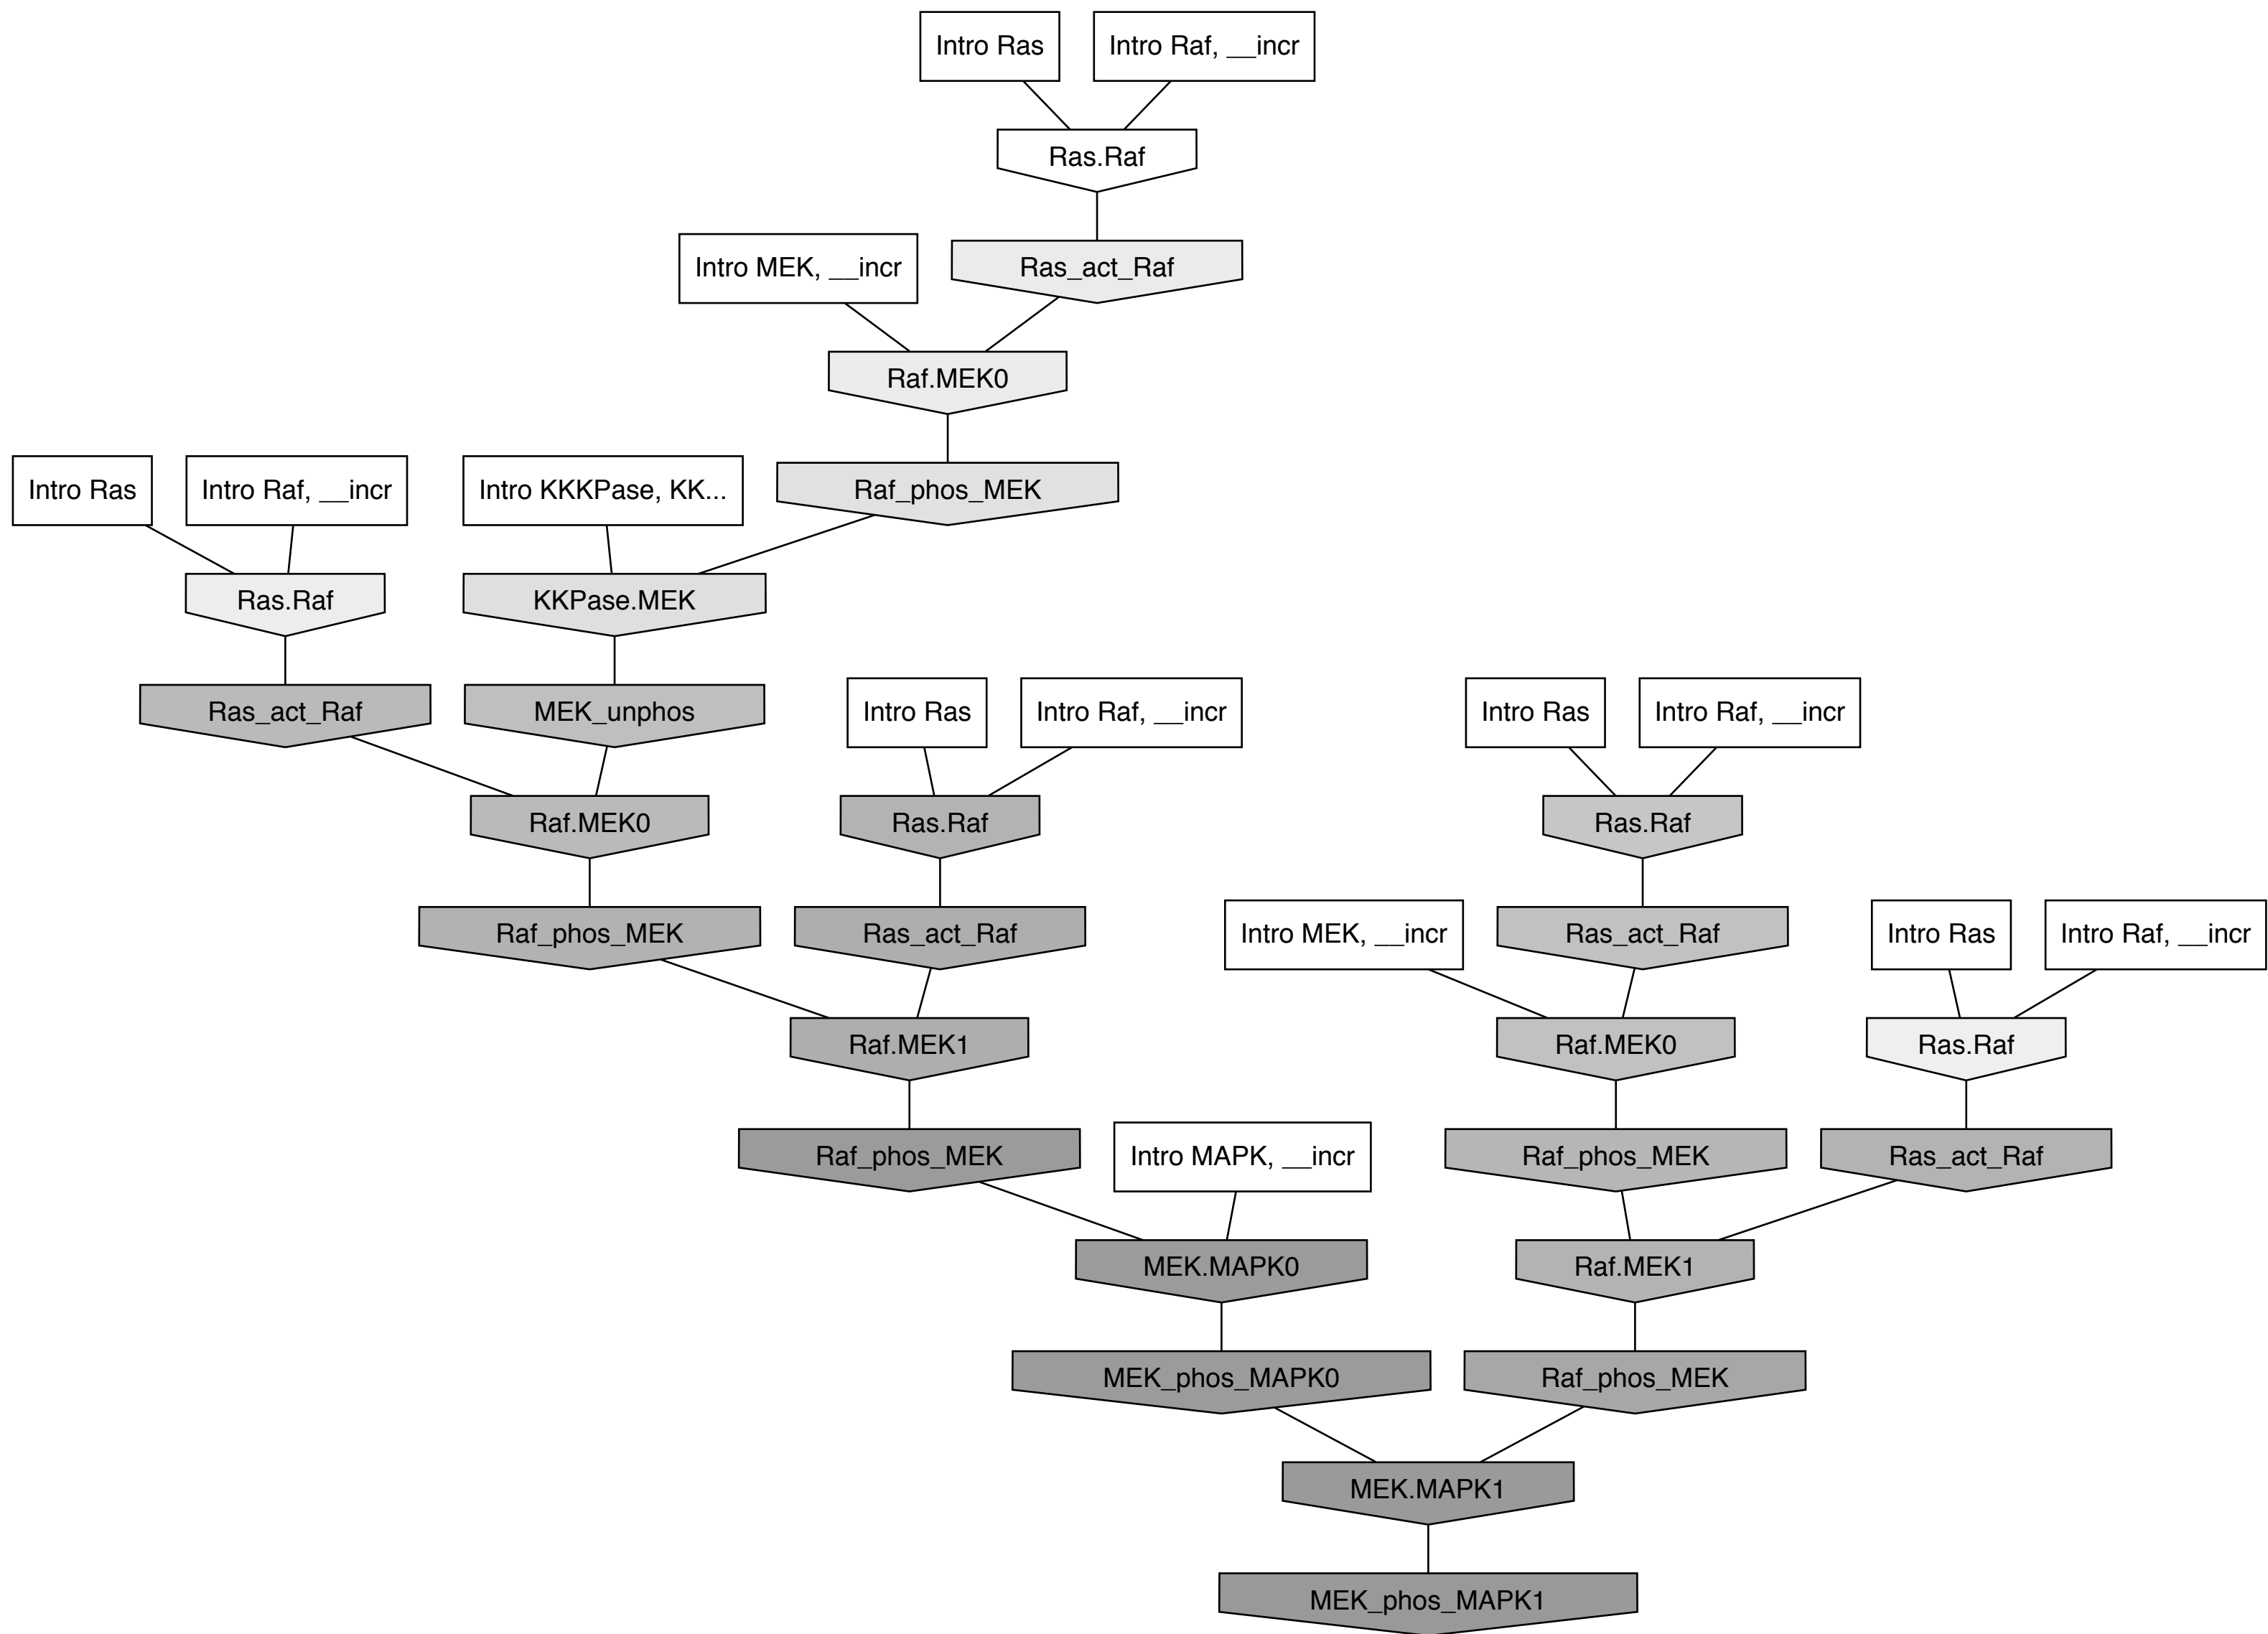 Intro Ras
Intro Raf, __incr
Ras.Raf
Intro MEK, __incr
Ras_act_Raf
Raf.MEK0
Intro Ras
Intro Raf, __incr
Intro KKKPase, KK...
Raf_phos_MEK
Ras.Raf
KKPase.MEK
Ras_act_Raf
MEK_unphos
Intro Ras
Intro Raf, __incr
Intro Ras
Intro Raf, __incr
Raf.MEK0
Ras.Raf
Ras.Raf
Raf_phos_MEK
Ras_act_Raf
Intro MEK, __incr
Ras_act_Raf
Intro Ras
Intro Raf, __incr
Raf.MEK1
Raf.MEK0
Ras.Raf
Raf_phos_MEK
Intro MAPK, __incr
Raf_phos_MEK
Ras_act_Raf
MEK.MAPK0
Raf.MEK1
MEK_phos_MAPK0
Raf_phos_MEK
MEK.MAPK1
MEK_phos_MAPK1